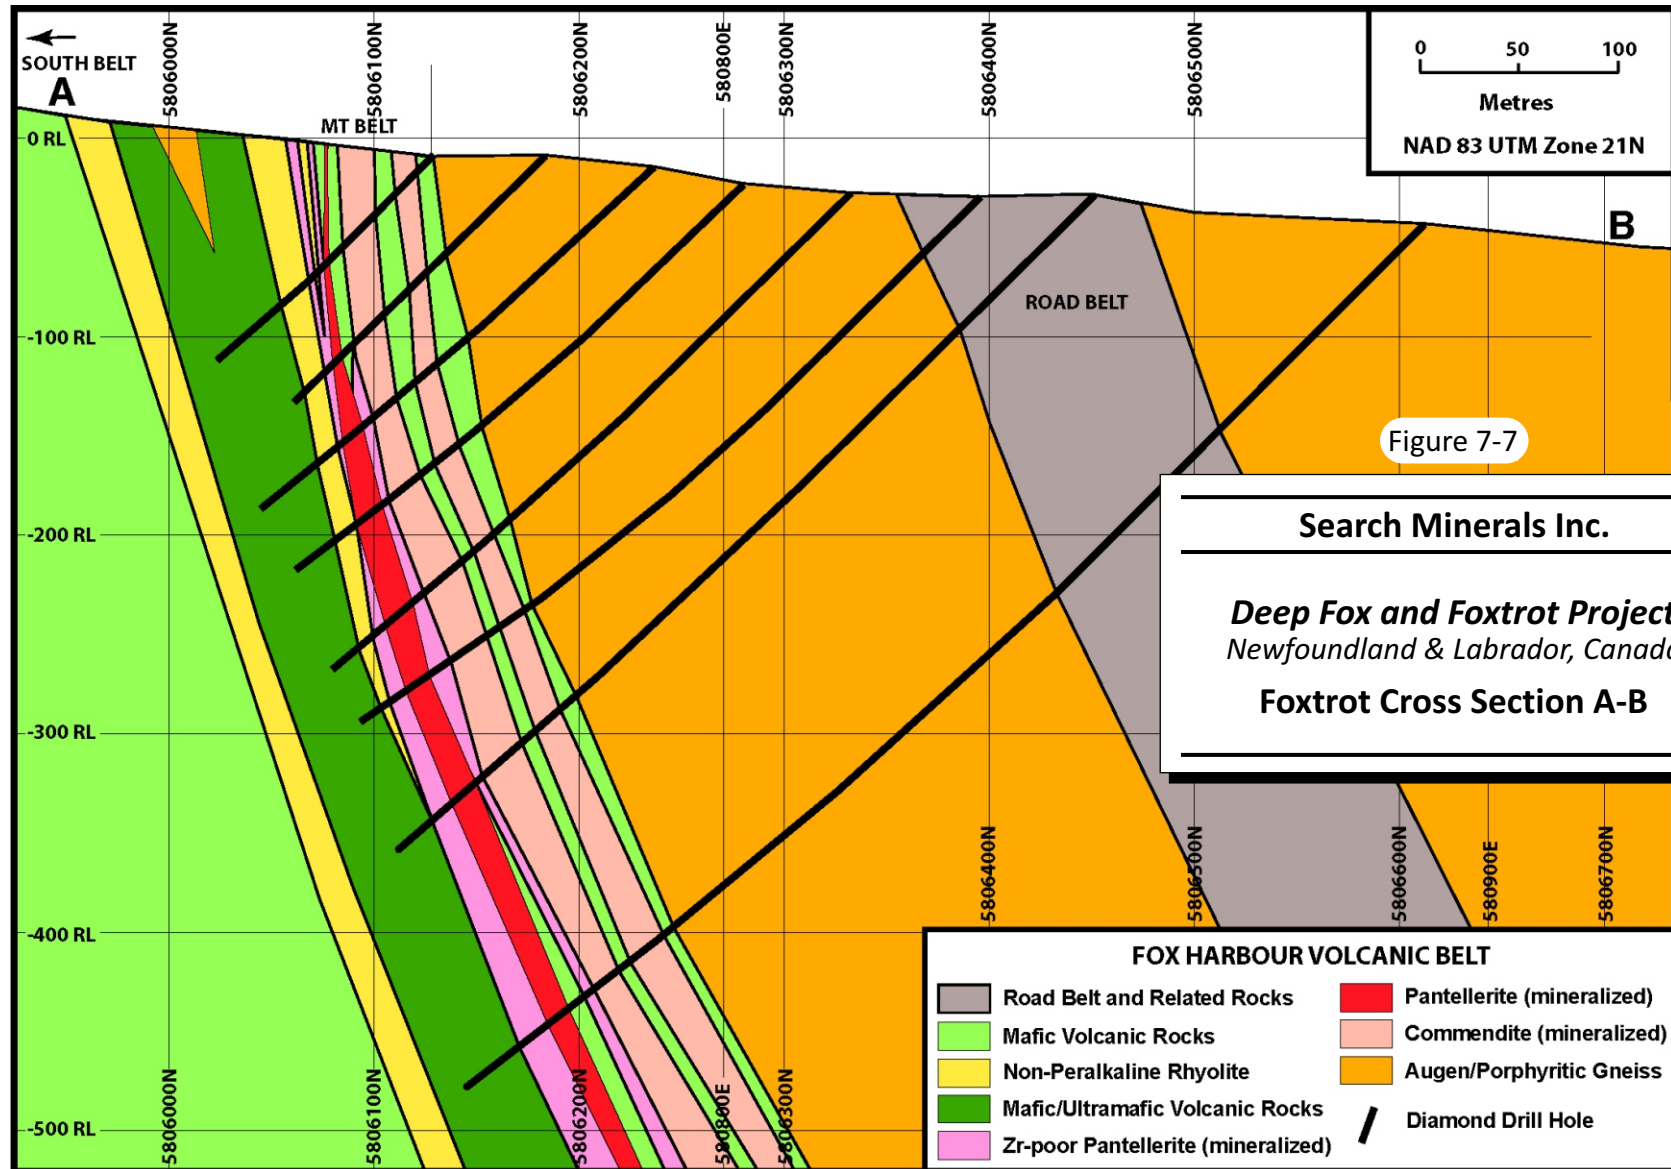 SOUTH BELT
A
5806000N
5806100N
5806200N
580800E
5806300N
5806400N
5806500N
0 50 100
Metres
NAD 83 UTM Zone 21N
MT BELT
0 RL
B
ROAD BELT
-100 RL
Figure 7-7
Search Minerals Inc.
-200 RL
Deep Fox and Foxtrot Project
Newfoundland & Labrador, Canada
Foxtrot Cross Section A-B
-300 RL
5806400N
5806500N
5806600N
580900E
5806700N
-400 RL
FOX HARBOUR VOLCANIC BELT
Road Belt and Related Rocks
Mafic Volcanic Rocks
Non-Peralkaline Rhyolite
Mafic/Ultramafic Volcanic Rocks
Zr-poor Pantellerite (mineralized)
Pantellerite (mineralized)
Commendite (mineralized)
Augen/Porphyritic Gneiss
Diamond Drill Hole
-500 RL
5806000N
5806100N
5806200N
580800E
5806300N